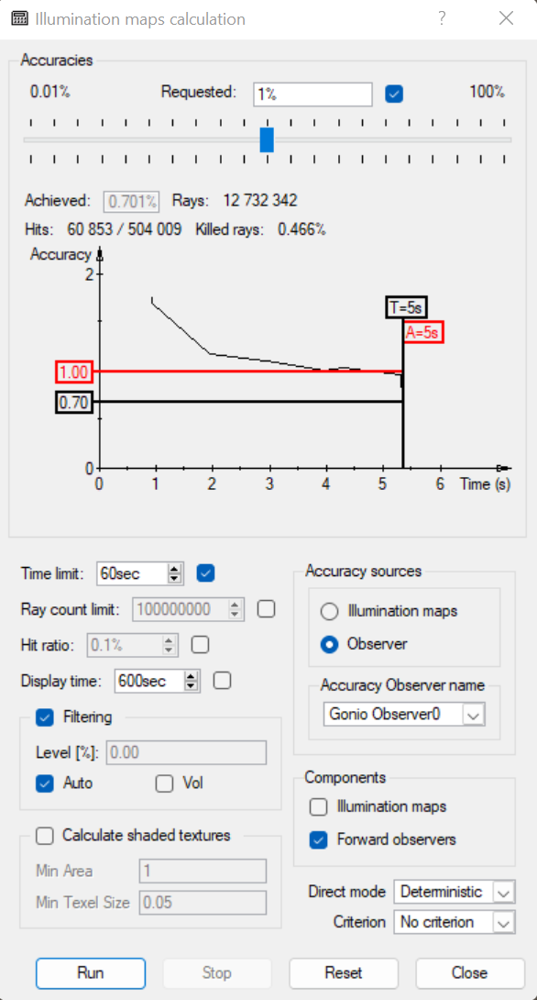 Illumination maps calculation ?
Accuracies
0.01% Requested: 1% 100%
Achieved: 0.701% Rays: 12 732 342
Hits: 60 853 / 504 009 Killed rays: 0.466%
Accuracy
2
T=5s
A=5s
1.00
0.70
0
0 1 2 3 4 5 6 Time (s)
Time limit: 60sec
Ray count limit: 100000000
Hit ratio: 0.1%
Display time: 600sec
Filtering
Level [%]: 0.00
Auto Vol
Calculate shaded textures
Min Area 1
Min Texel Size 0.05
Accuracy sources
Illumination maps
Observer
Accuracy Observer name
Gonio Observer0
Components
Illumination maps
Forward observers
Direct mode Deterministic
Criterion No criterion
Run Stop Reset Close